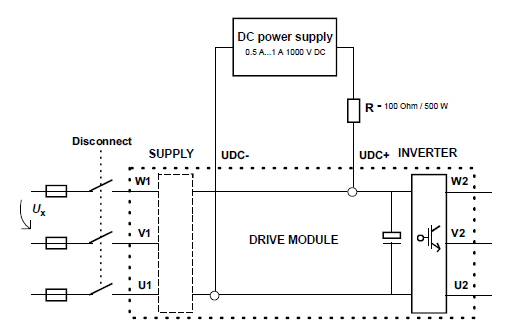 DC power supply
0.5 A...1 A 1000 V DC
R - 100 Ohm / 500 W
Disconnect
SUPPLY UDC- UDC+ INVERTER
W1 W2
Ux
V1 DRIVE MODULE V2
U1 U2